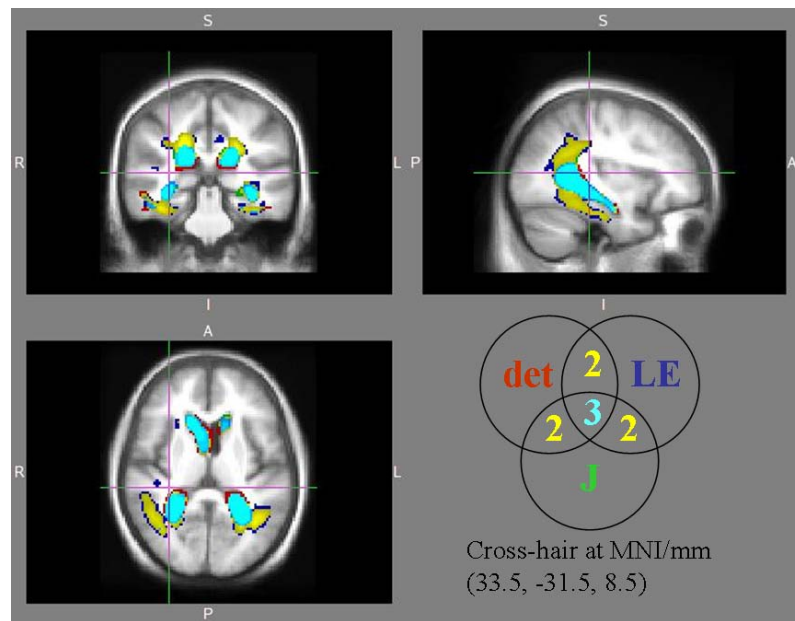 S
R
L
I
S
P
A
I
A
R
L
P
det
2
LE
3
2
2
J
Cross-hair at MNI/mm
(33.5, -31.5, 8.5)